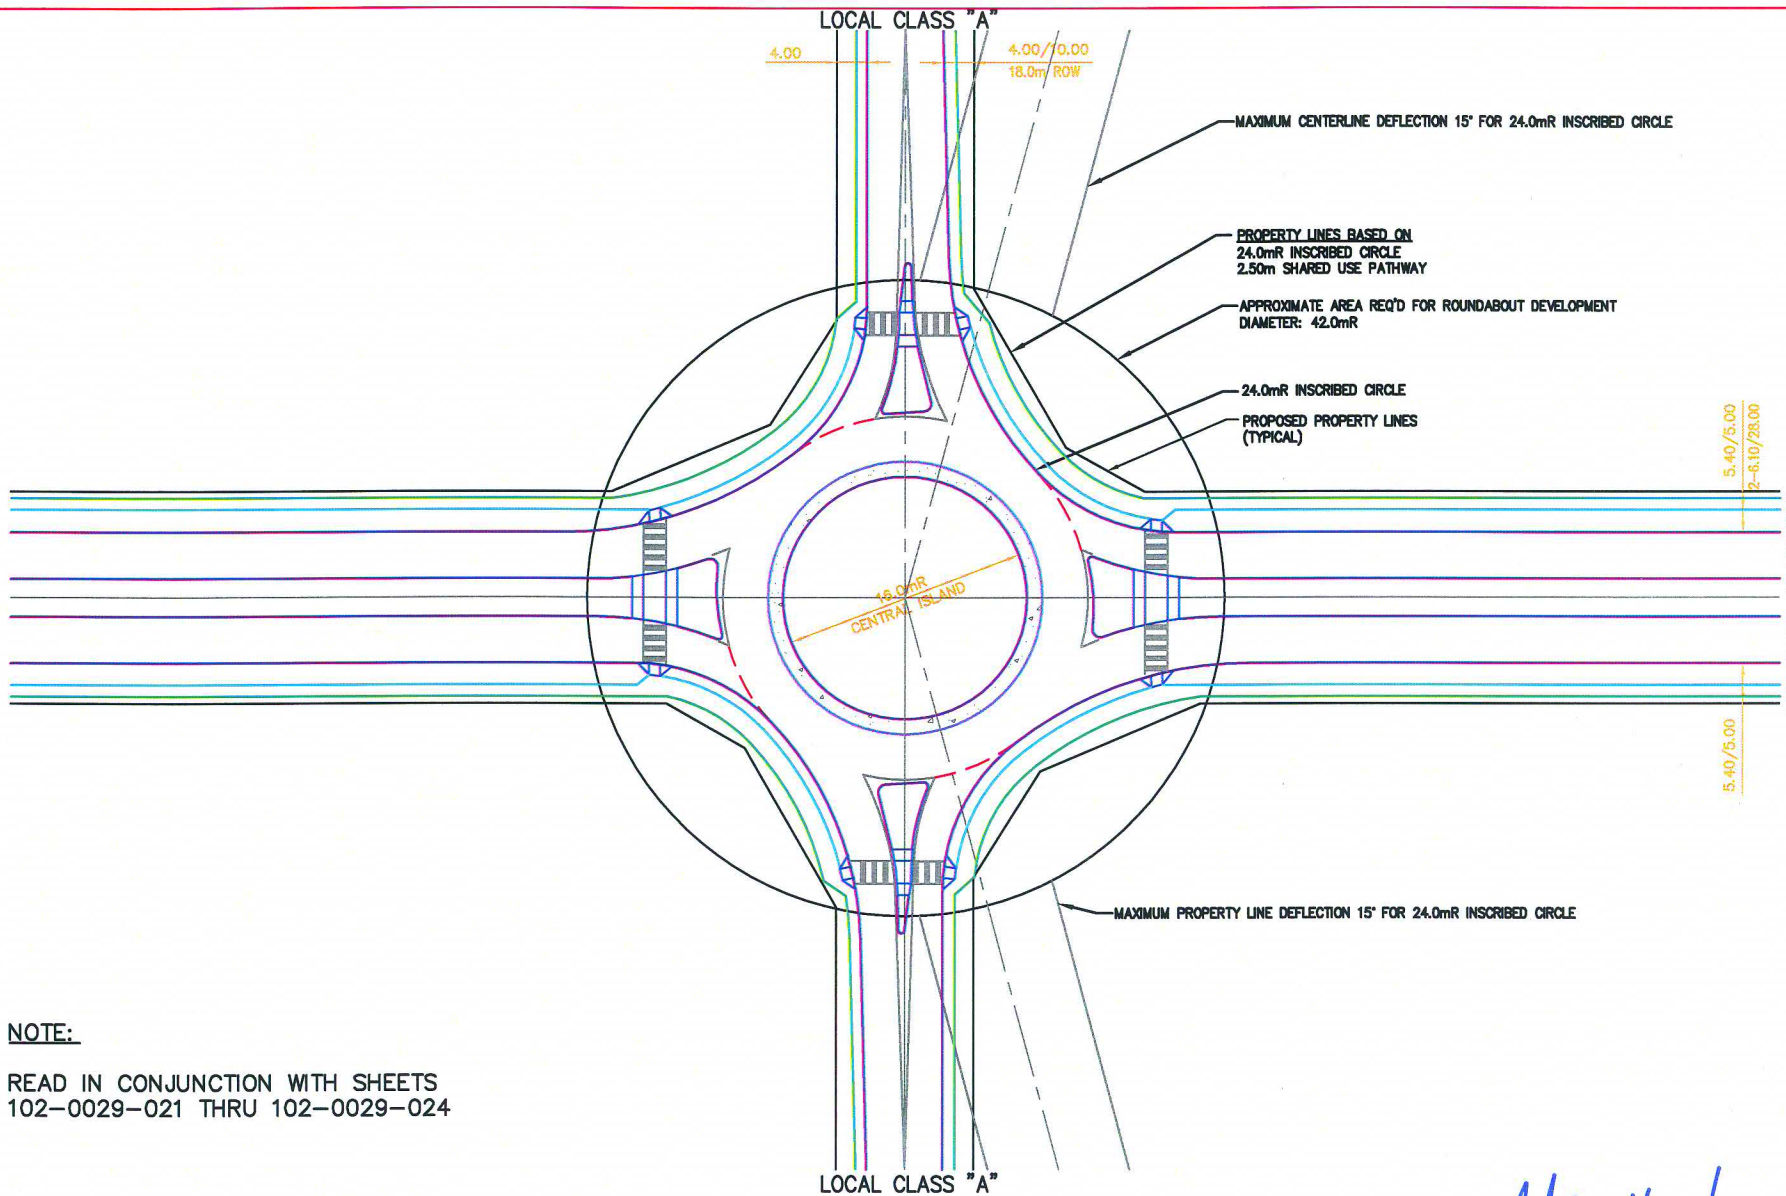 LOCAL CLASS "A"
4.00
4.00/10.00
18.0m ROW
MAXIMUM CENTERLINE DEFLECTION 15° FOR 24.0mR INSCRIBED CIRCLE
PROPERTY LINES BASED ON
24.0mR INSCRIBED CIRCLE
2.50m SHARED USE PATHWAY
APPROXIMATE AREA REQ'D FOR ROUNDABOUT DEVELOPMENT
DIAMETER: 42.0mR
24.0mR INSCRIBED CIRCLE
PROPOSED PROPERTY LINES
(TYPICAL)
5.40/5.00
2-6.10/28.00
16.0mR
CENTRAL ISLAND
5.40/5.00
MAXIMUM PROPERTY LINE DEFLECTION 15° FOR 24.0mR INSCRIBED CIRCLE
NOTE:
READ IN CONJUNCTION WITH SHEETS
102-0029-021 THRU 102-0029-024
LOCAL CLASS "A"